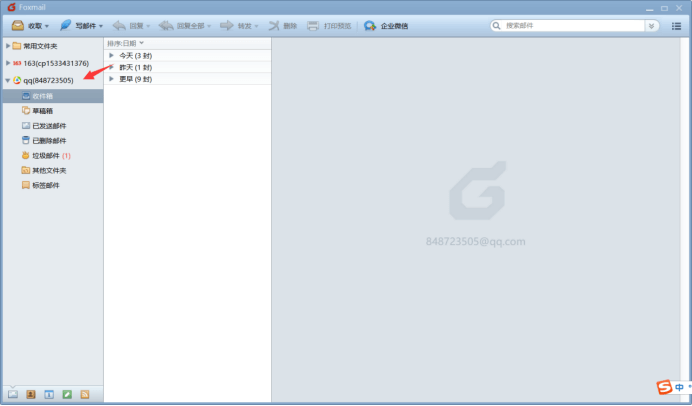 Foxmail
收取 写邮件 回复 回复全部 转发 删除 打印预览 企业微信 搜索邮件
常用文件夹
163 163(cp1533431376)
qq(848723505)
收件箱
草稿箱
已发送邮件
已删除邮件
垃圾邮件 (1)
其他文件夹
标签邮件
排序:日期
今天 (3 封)
昨天 (1 封)
更早 (9 封)
848723505@qq.com
中